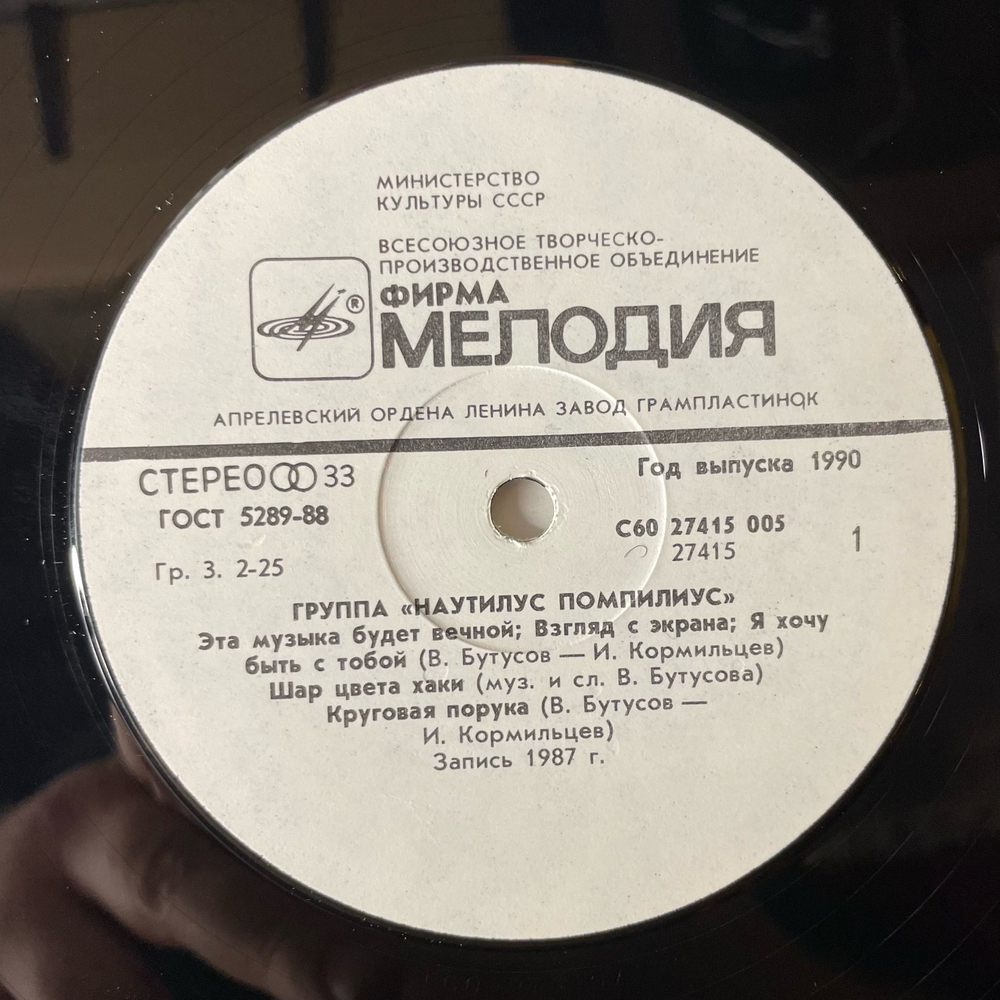 МИНИСТЕРСТВО
КУЛЬТУРЫ СССР
ВСЕСОЮЗНОЕ ТВОРЧЕСКО-
ПРОИЗВОДСТВЕННОЕ ОБЪЕДИНЕНИЕ
®
ФИРМА
МЕЛОДИЯ
АПРЕЛЕВСКИЙ ОРДЕНА ЛЕНИНА ЗАВОД ГРАМПЛАСТИНОК
СТЕРЕО 33
Год выпуска 1990
ГОСТ 5289-88
С60 27415 005
27415
1
Гр. 3. 2-25
ГРУППА «НАУТИЛУС ПОМПИЛИУС»
Эта музыка будет вечной; Взгляд с экрана; Я хочу
быть с тобой (В. Бутусов — И. Кормильцев)
Шар цвета хаки (муз. и сл. В. Бутусова)
Круговая порука (В. Бутусов —
И. Кормильцев)
Запись 1987 г.